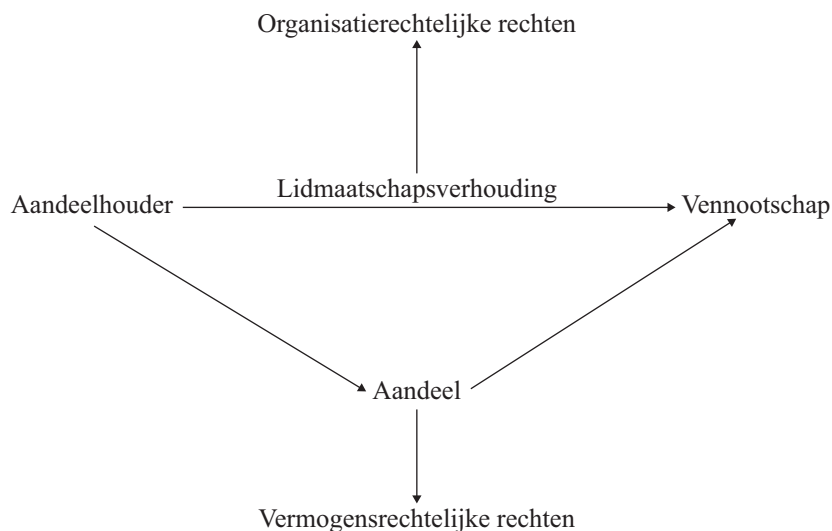 Organisatierechtelijke rechten
Lidmaatschapsverhouding
Aandeelhouder
Vennootschap
Aandeel
Vermogensrechtelijke rechten